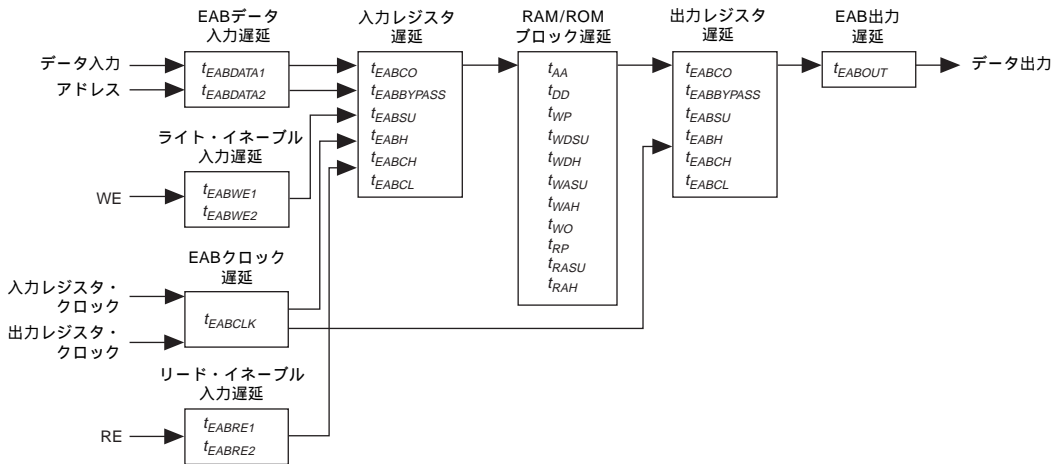 EABデータ
入力遅延
入力レジスタ
遅延
RAM/ROM
ブロック遅延
出力レジスタ
遅延
EAB出力
遅延
データ入力
アドレス
tEABDATA1
tEABDATA2
tEABCO
tEABBYPASS
tEABSU
tEABH
tEABCH
tEABCL
tAA
tDD
tWP
tWDSU
tWDH
tWASU
tWAH
tWO
tRP
tRASU
tRAH
tEABCO
tEABBYPASS
tEABSU
tEABH
tEABCH
tEABCL
tEABOUT
データ出力
ライト・イネーブル
入力遅延
WE
tEABWE1
tEABWE2
EABクロック
遅延
入力レジスタ・
クロック
出力レジスタ・
クロック
tEABCLK
リード・イネーブル
入力遅延
RE
tEABRE1
tEABRE2